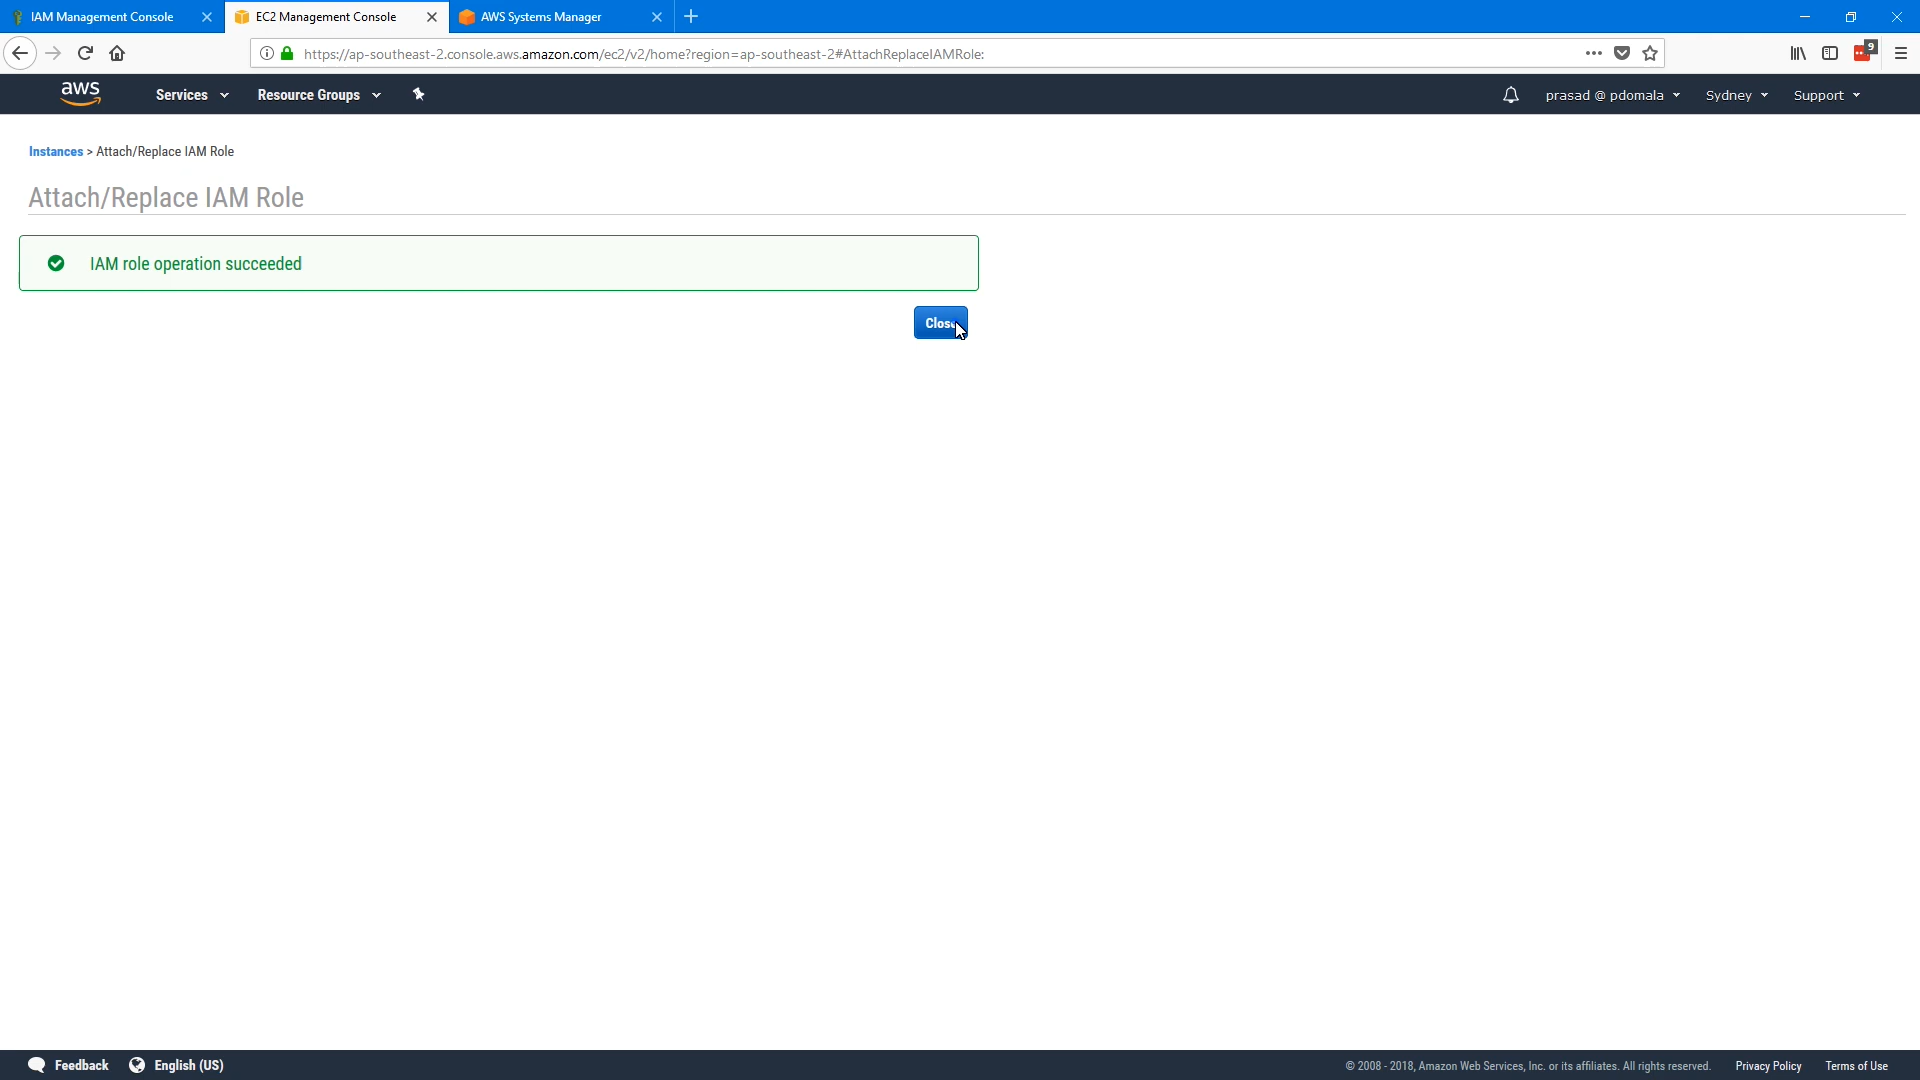 IAM Management Console
EC2 Management Console
AWS Systems Manager
https://ap-southeast-2.console.aws.amazon.com/ec2/v2/home?region=ap-southeast-2#AttachReplaceIAMRole:
9
aws
Services
Resource Groups
prasad @ pdomala
Sydney
Support
Instances > Attach/Replace IAM Role
Attach/Replace IAM Role
IAM role operation succeeded
Close
Feedback
English (US)
© 2008 - 2018, Amazon Web Services, Inc. or its affiliates. All rights reserved.
Privacy Policy
Terms of Use